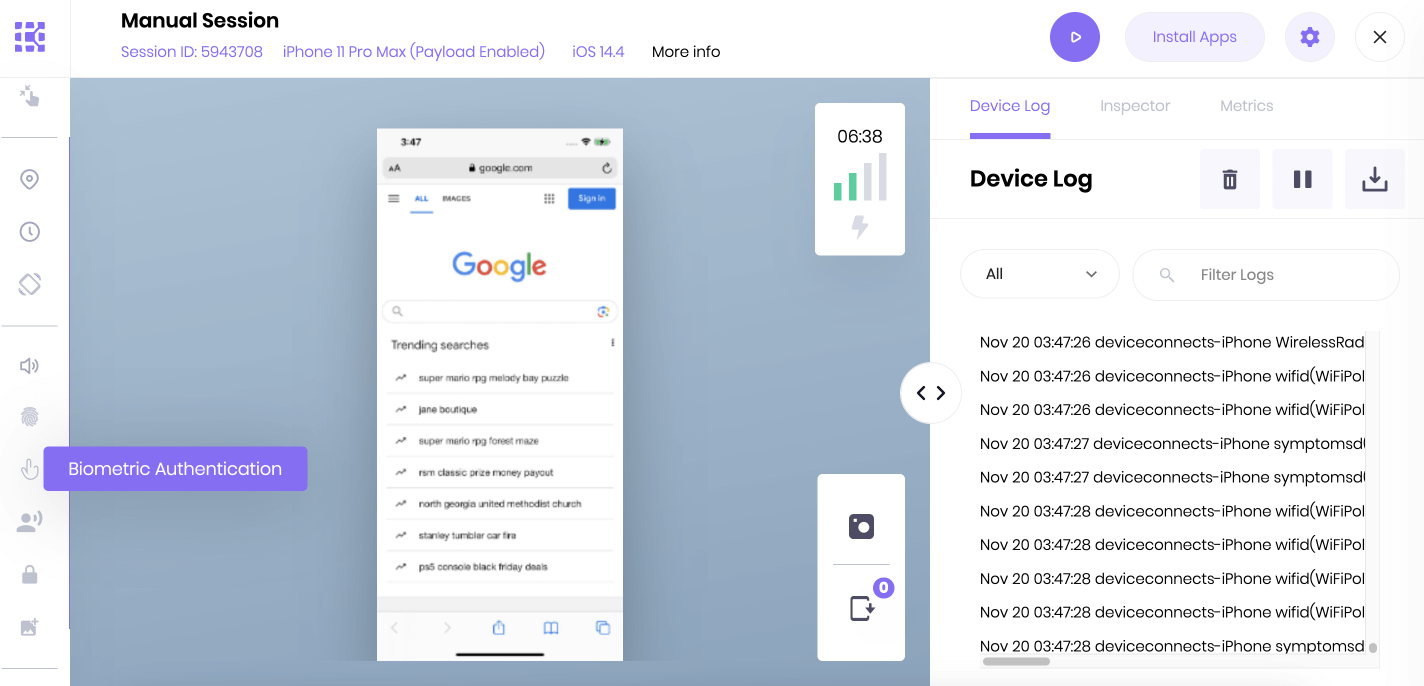 Manual Session
Session ID: 5943708 iPhone 11 Pro Max (Payload Enabled) iOS 14.4 More info
Install Apps
Biometric Authentication
3:47
AA google.com
ALL IMAGES Sign in
Google
Trending searches
super mario rpg melody bay puzzle
jane boutique
super mario rpg forest maze
rsm classic prize money payout
north georgia united methodist church
stanley tumbler car fire
ps5 console black friday deals
06:38
0
Device Log Inspector Metrics
Device Log
All Filter Logs
Nov 20 03:47:26 deviceconnects-iPhone WirelessRad
Nov 20 03:47:26 deviceconnects-iPhone wifid(WiFiPol
Nov 20 03:47:26 deviceconnects-iPhone wifid(WiFiPol
Nov 20 03:47:27 deviceconnects-iPhone symptomsd(
Nov 20 03:47:27 deviceconnects-iPhone symptomsd(
Nov 20 03:47:28 deviceconnects-iPhone wifid(WiFiPol
Nov 20 03:47:28 deviceconnects-iPhone wifid(WiFiPol
Nov 20 03:47:28 deviceconnects-iPhone wifid(WiFiPol
Nov 20 03:47:28 deviceconnects-iPhone wifid(WiFiPol
Nov 20 03:47:28 deviceconnects-iPhone symptomsd